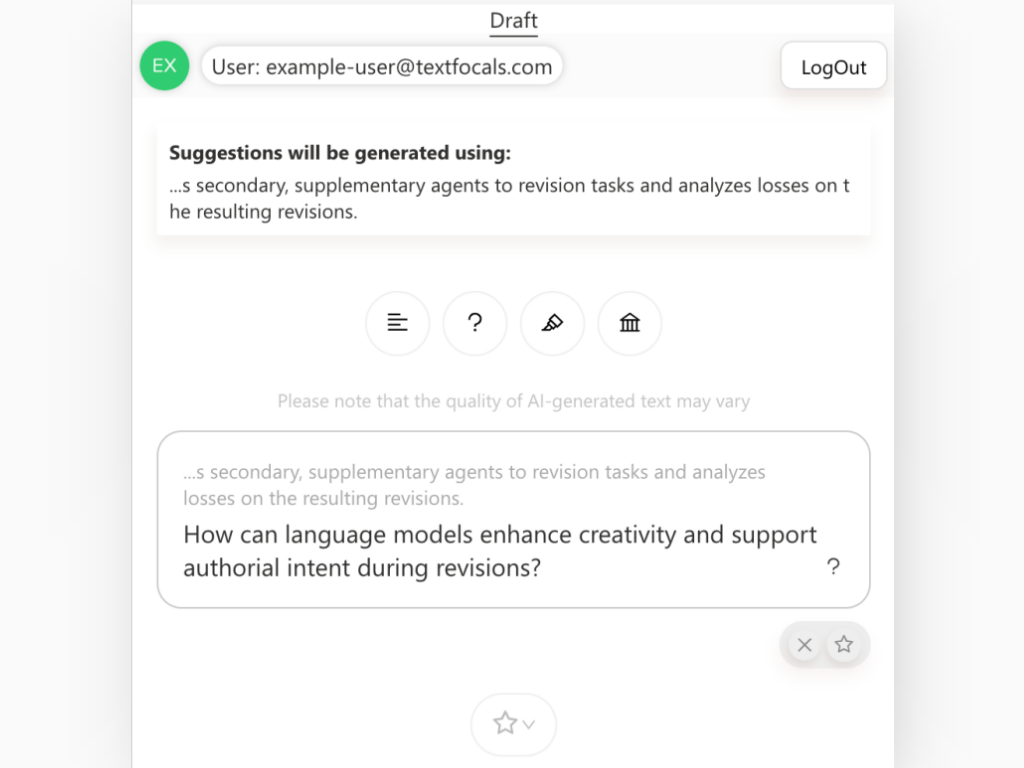 Draft
EX
User: example-user@textfocals.com
LogOut
Suggestions will be generated using:
...s secondary, supplementary agents to revision tasks and analyzes losses on t
he resulting revisions.
?
Please note that the quality of AI-generated text may vary
...s secondary, supplementary agents to revision tasks and analyzes
losses on the resulting revisions.
How can language models enhance creativity and support
authorial intent during revisions?
?